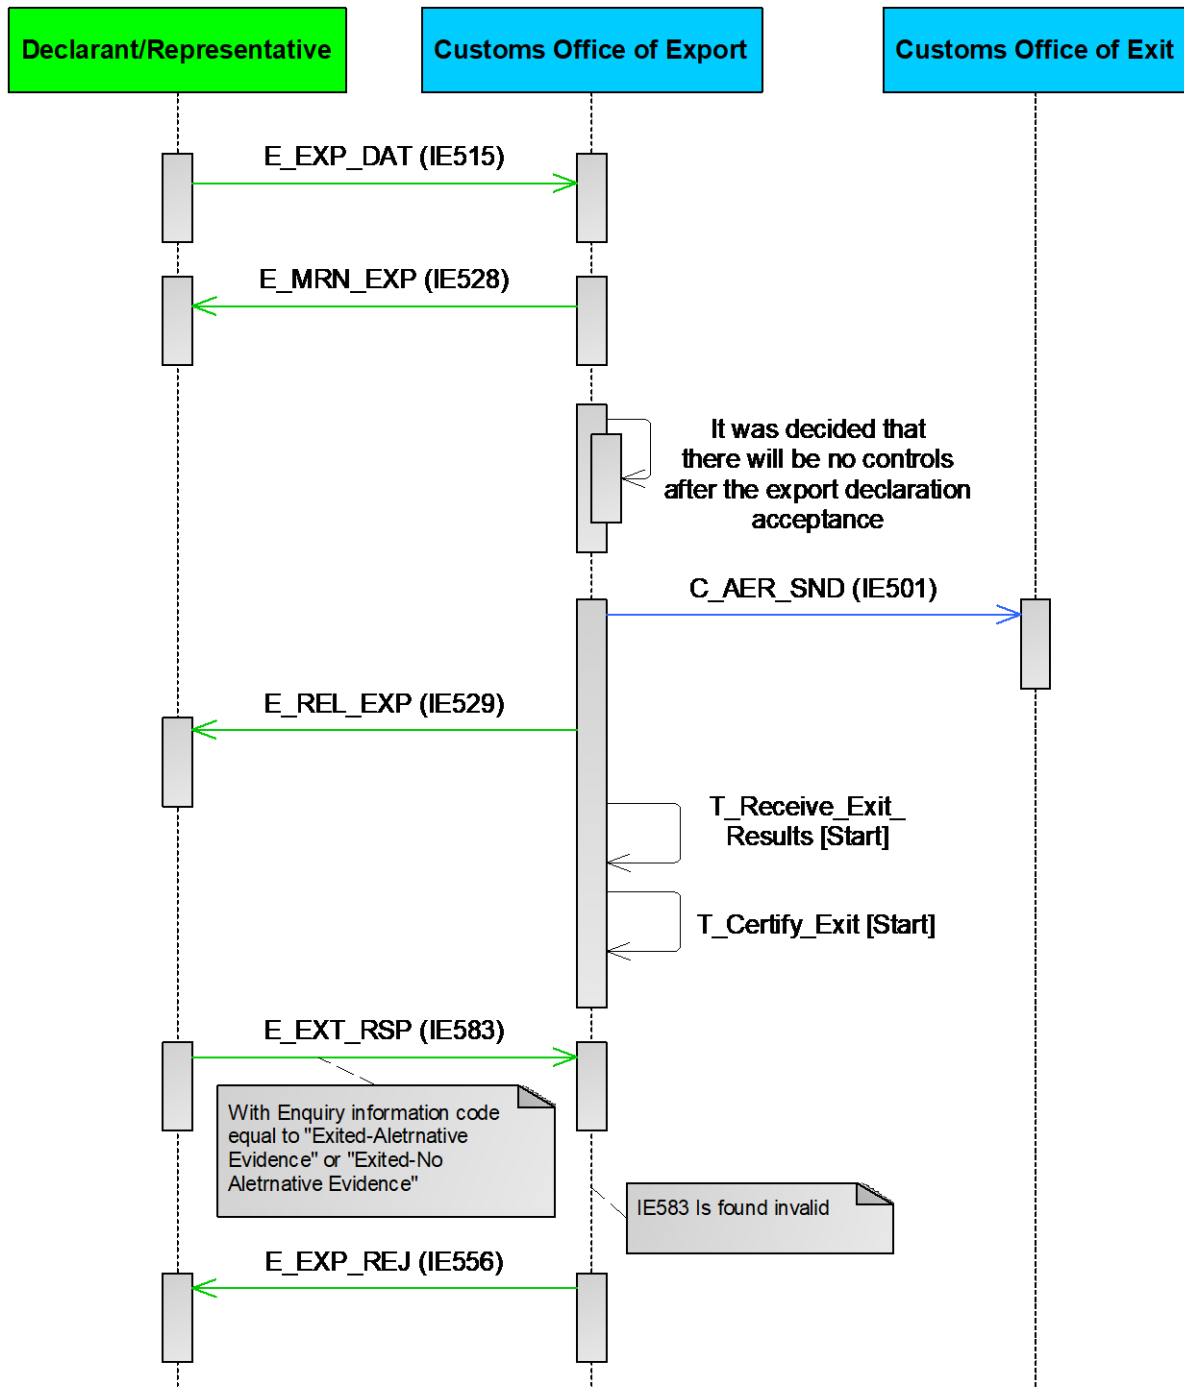 Declarant/Representative
Customs Office of Export
Customs Office of Exit
E_EXP_DAT (IE515)
E_MRN_EXP (IE528)
It was decided that
there will be no controls
after the export declaration
acceptance
C_AER_SND (IE501)
E_REL_EXP (IE529)
T_Receive_Exit_
Results [Start]
T_Certify_Exit [Start]
E_EXT_RSP (IE583)
With Enquiry information code
equal to "Exited-Aletrnative
Evidence" or "Exited-No
Aletrnative Evidence"
IE583 Is found invalid
E_EXP_REJ (IE556)